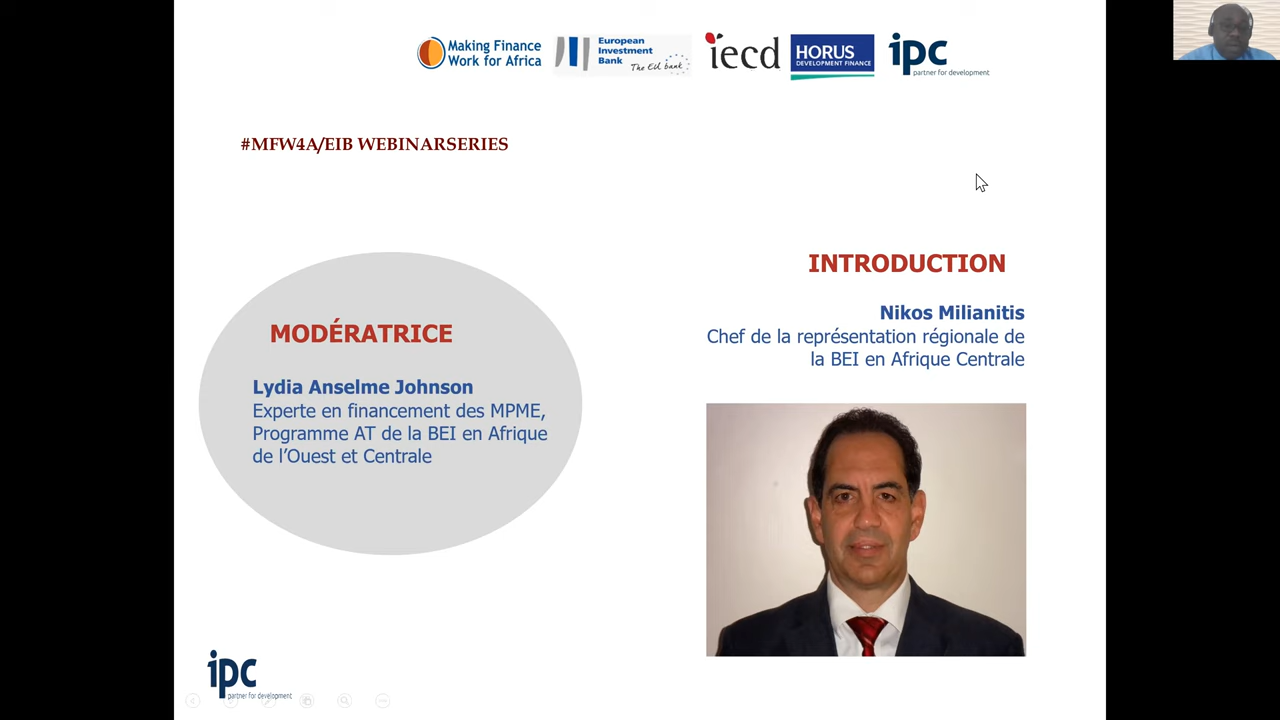 Making Finance
Work for Africa
European
Investment
Bank
The EU bank
iecd
HORUS
DEVELOPMENT FINANCE
ipc
partner for development
#MFW4A/EIB WEBINARSERIES
INTRODUCTION
Nikos Milianitis
Chef de la représentation régionale de
la BEI en Afrique Centrale
MODÉRATRICE
Lydia Anselme Johnson
Experte en financement des MPME,
Programme AT de la BEI en Afrique
de l’Ouest et Centrale
ipc
partner for development